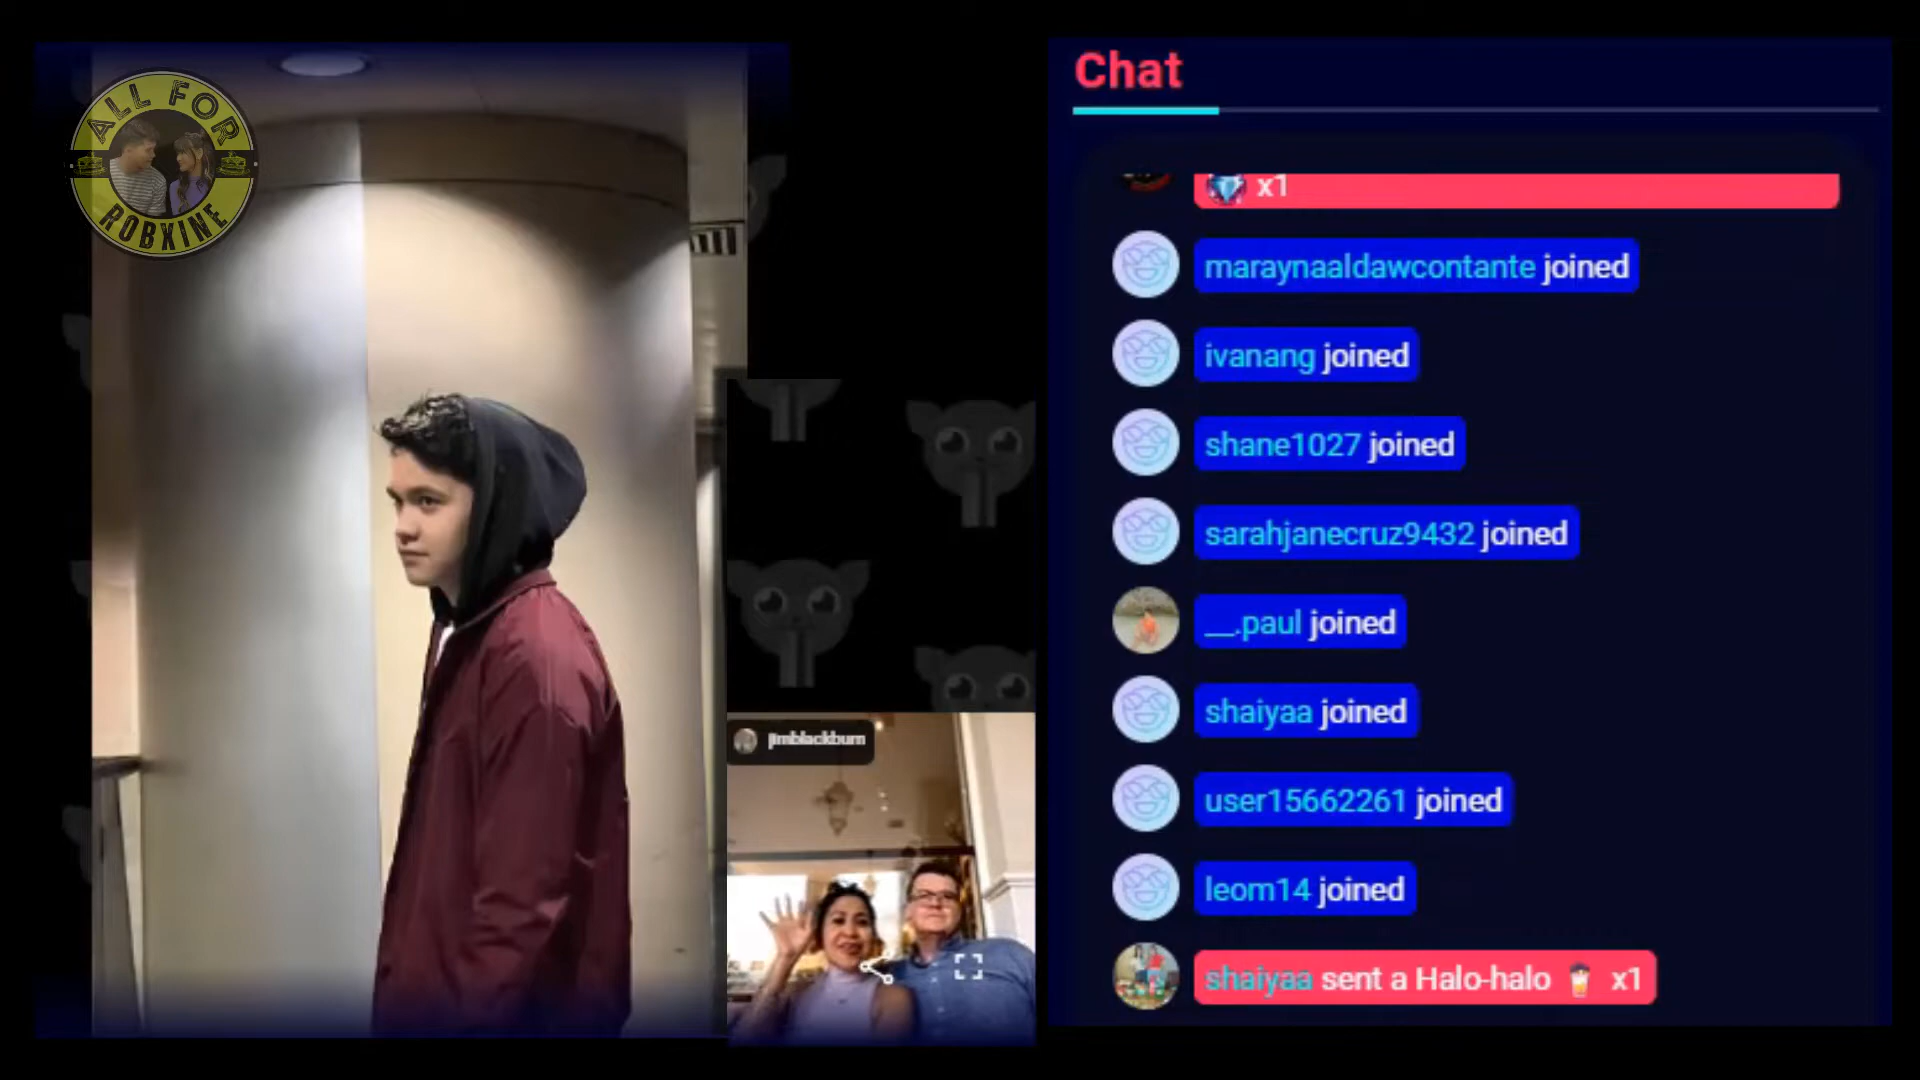 ALL FOR
ROBXINE
jimblackburn
Chat
x1
maraynaaldawcontante joined
ivanang joined
shane1027 joined
sarahjanecruz9432 joined
__.paul joined
shaiyaa joined
user15662261 joined
leom14 joined
shaiyaa sent a Halo-halo x1